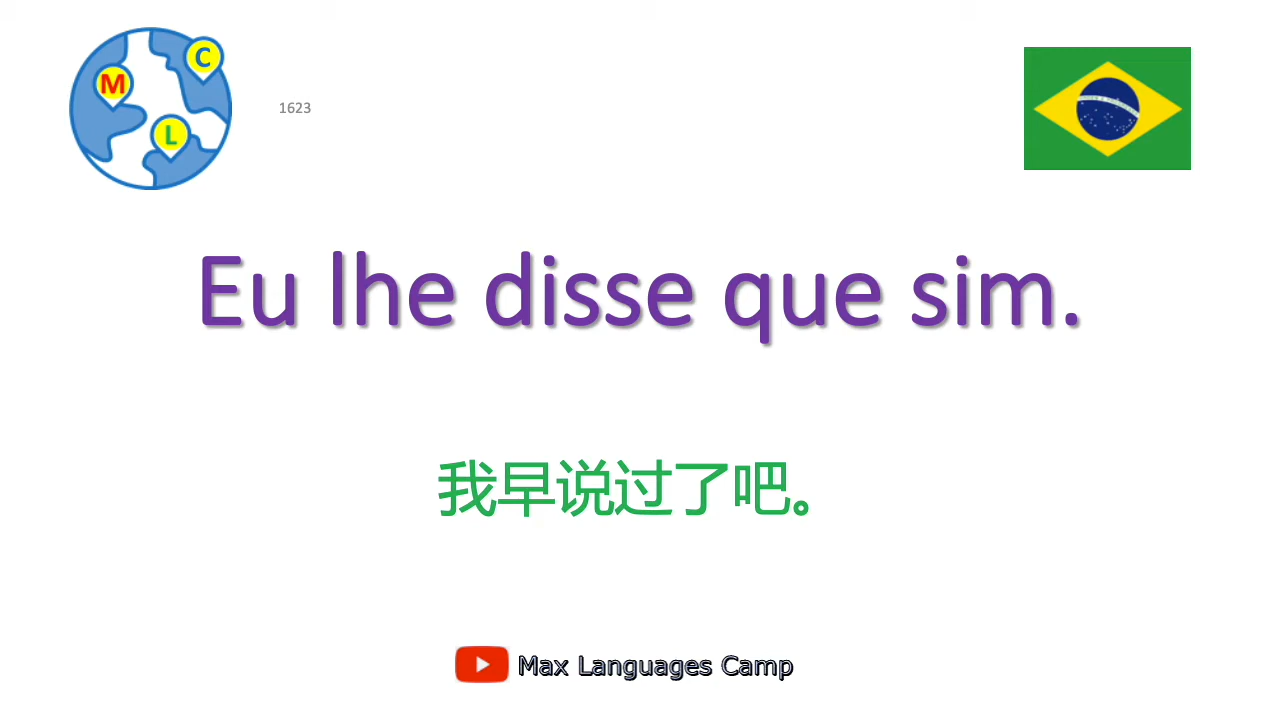 M
C
L
1623
Eu lhe disse que sim.
我早说过了吧。
Max Languages Camp